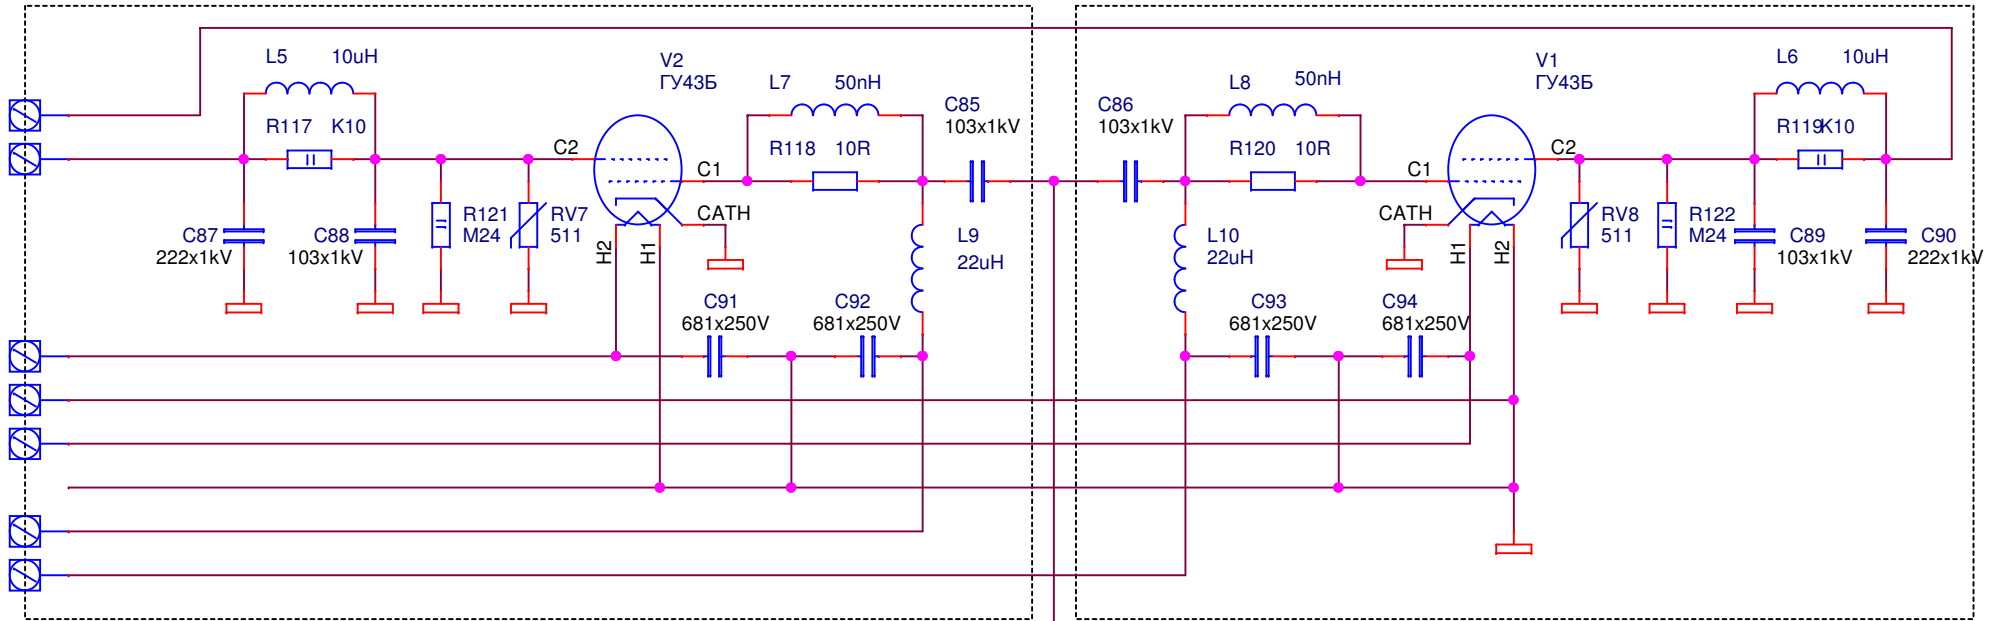 L5 10uH
R117 K10
C87
222x1kV
C88
103x1kV
R121
M24
RV7
511
C2
V2
ГУ43Б
C1
CATH
H2
H1
L7 50nH
R118 10R
C85
103x1kV
L9
22uH
C91
681x250V
C92
681x250V
C86
103x1kV
L8 50nH
R120 10R
L10
22uH
C93
681x250V
C94
681x250V
V1
ГУ43Б
C1
CATH
H1
H2
C2
RV8
511
R122
M24
L6 10uH
R119 K10
C89
103x1kV
C90
222x1kV